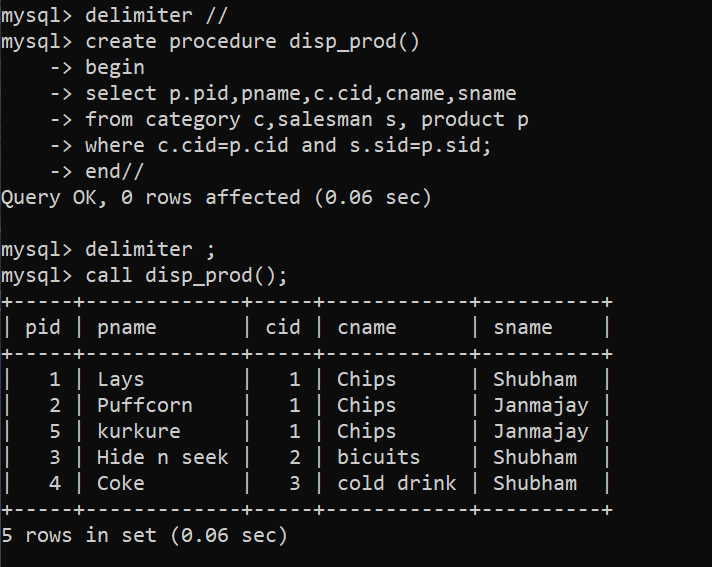 mysql> delimiter //
mysql> create procedure disp_prod()
    -> begin
    -> select p.pid,pname,c.cid,cname,sname
    -> from category c,salesman s, product p
    -> where c.cid=p.cid and s.sid=p.sid;
    -> end//
Query OK, 0 rows affected (0.06 sec)

mysql> delimiter ;
mysql> call disp_prod();
+-----+-------------+-----+------------+----------+
| pid | pname       | cid | cname      | sname    |
+-----+-------------+-----+------------+----------+
|   1 | Lays        |   1 | Chips      | Shubham  |
|   2 | Puffcorn    |   1 | Chips      | Janmajay |
|   5 | kurkure     |   1 | Chips      | Janmajay |
|   3 | Hide n seek |   2 | bicuits    | Shubham  |
|   4 | Coke        |   3 | cold drink | Shubham  |
+-----+-------------+-----+------------+----------+
5 rows in set (0.06 sec)